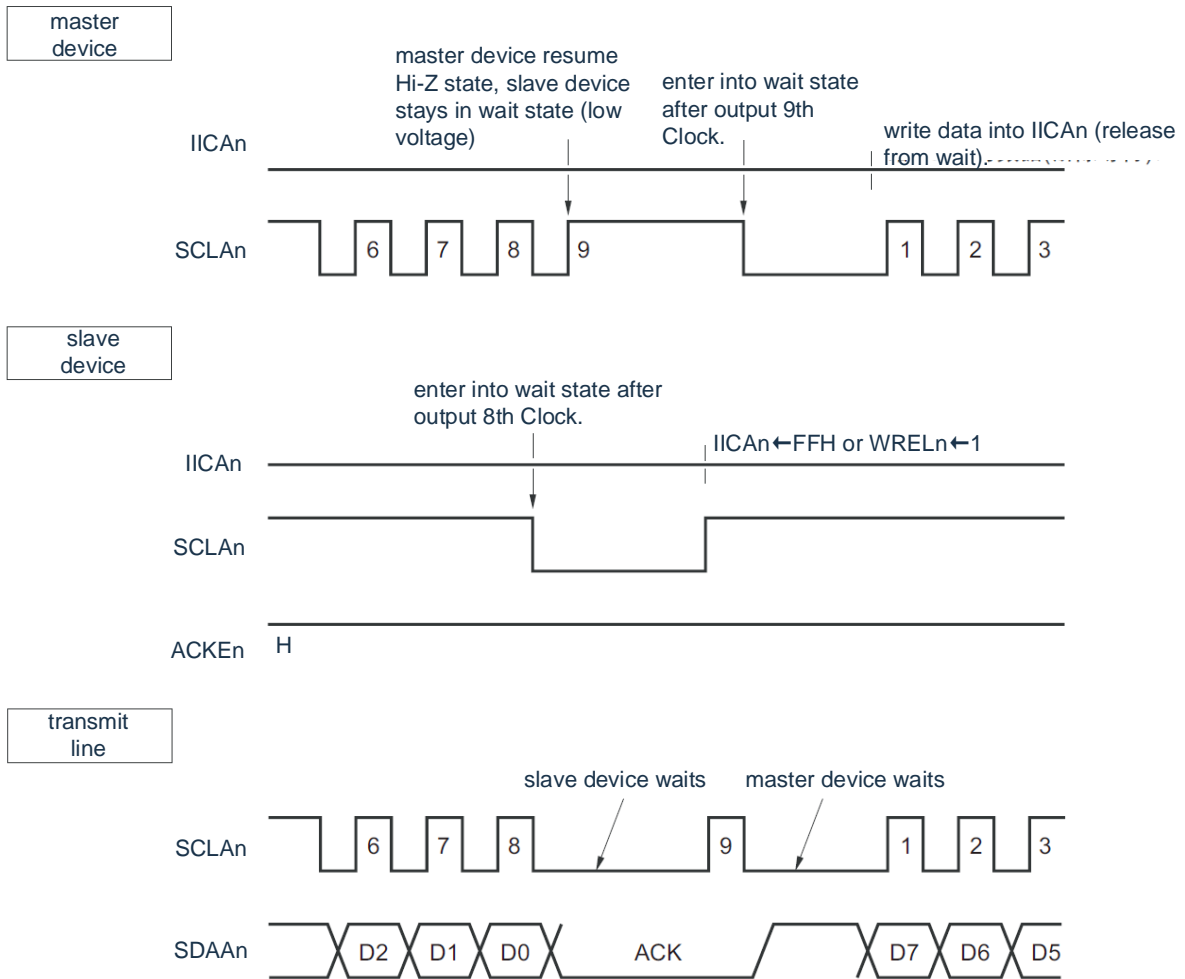 master
device
master device resume
Hi-Z state, slave device
stays in wait state (low
voltage)
enter into wait state
after output 9th
Clock.
write data into IICAn (release
from wait).
IICAn
SCLAn
6 7 8 9 1 2 3
slave
device
enter into wait state after
output 8th Clock.
IICAn←FFH or WRELn←1
IICAn
SCLAn
ACKEn
H
transmit
line
slave device waits
master device waits
SCLAn
6 7 8 9 1 2 3
SDAAn
D2 D1 D0 ACK D7 D6 D5